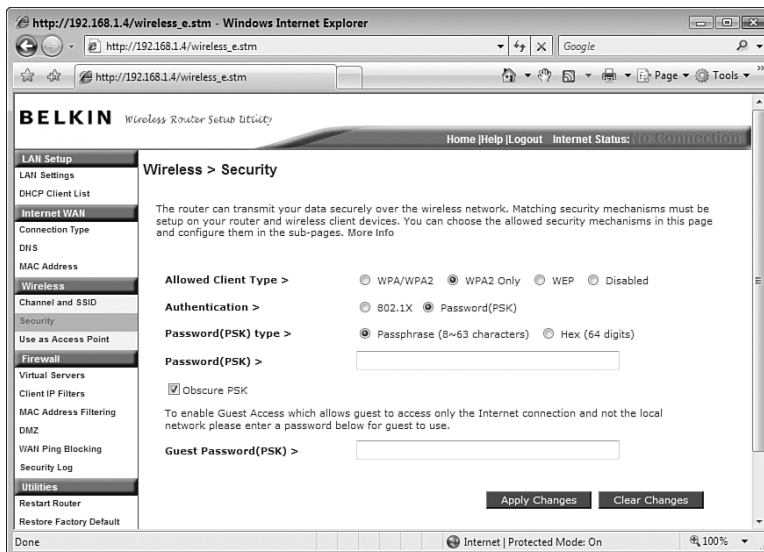 http://192.168.1.4/wireless_e.stm - Windows Internet Explorer
http://192.168.1.4/wireless_e.stm
Google
http://192.168.1.4/wireless_e.stm
Page
Tools
BELKIN Wireless Router Setup Utility
Home |Help |Logout Internet Status:No Connection
LAN Setup
LAN Settings
DHCP Client List
Internet WAN
Connection Type
DNS
MAC Address
Wireless
Channel and SSID
Security
Use as Access Point
Firewall
Virtual Servers
Client IP Filters
MAC Address Filtering
DMZ
WAN Ping Blocking
Security Log
Utilities
Restart Router
Restore Factory Default
Wireless > Security
The router can transmit your data securely over the wireless network. Matching security mechanisms must be
setup on your router and wireless client devices. You can choose the allowed security mechanisms in this page
and configure them in the sub-pages. More Info
Allowed Client Type > WPA/WPA2 WPA2 Only WEP Disabled
Authentication > 802.1X Password(PSK)
Password(PSK) type > Passphrase (8~63 characters) Hex (64 digits)
Password(PSK) >
Obscure PSK
To enable Guest Access which allows guest to access only the Internet connection and not the local
network please enter a password below for guest to use.
Guest Password(PSK) >
Apply Changes Clear Changes
Done Internet | Protected Mode: On 100%